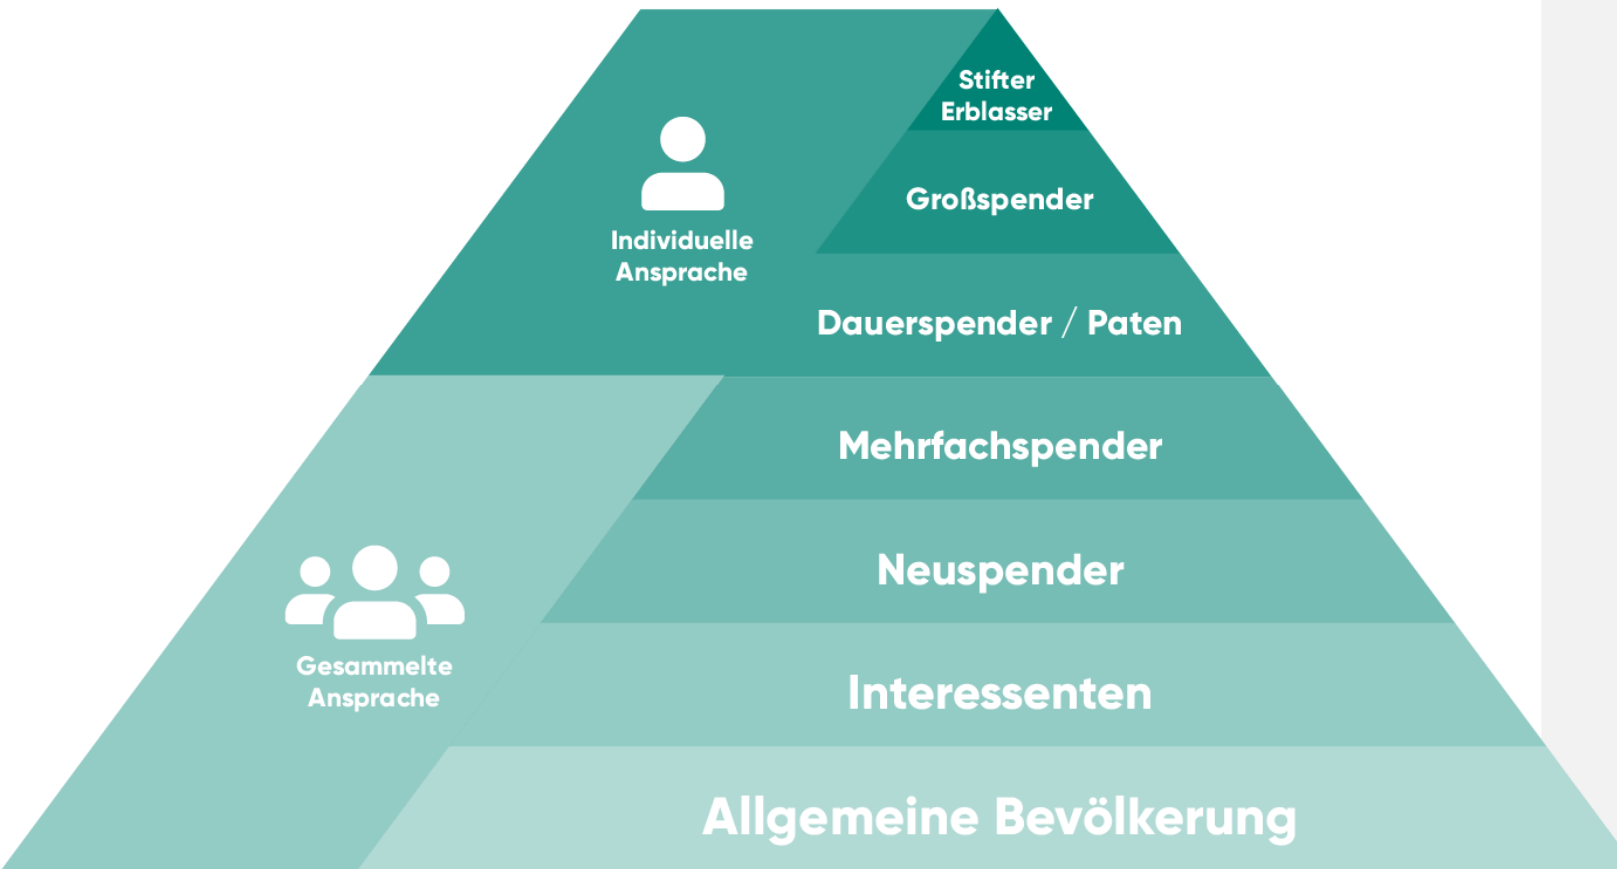 Stifter
Erblasser
Großspender
Individuelle
Ansprache
Dauerspender / Paten
Mehrfachspender
Neuspender
Gesammelte
Ansprache
Interessenten
Allgemeine Bevölkerung